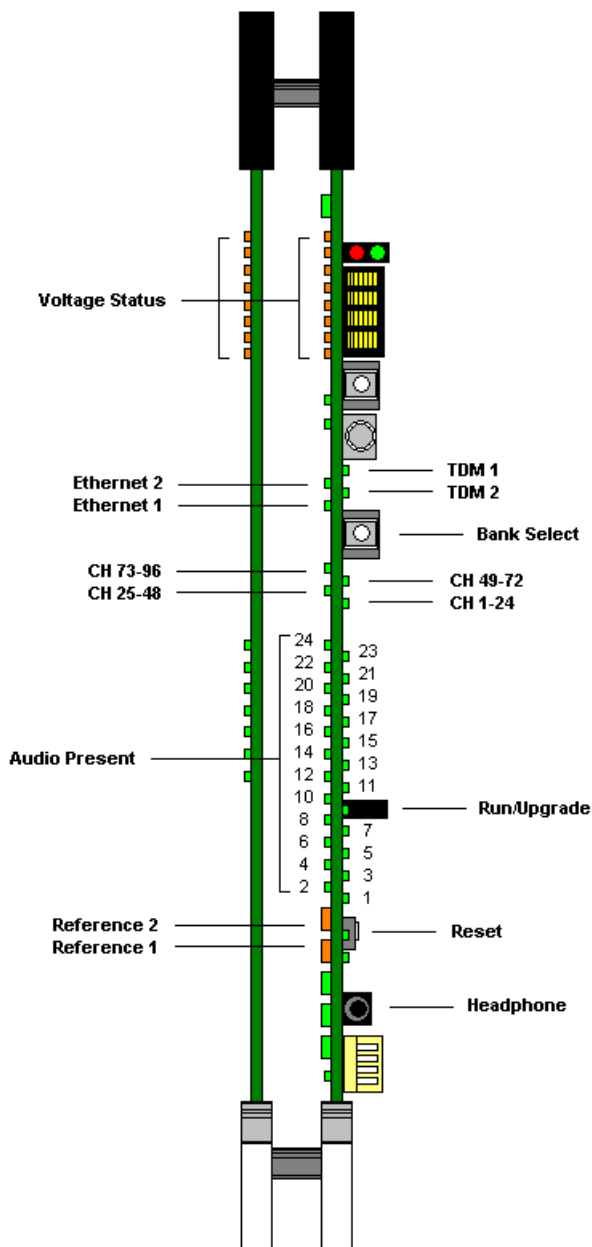 Voltage Status
TDM 1
Ethernet 2
TDM 2
Ethernet 1
Bank Select
CH 73-96
CH 49-72
CH 25-48
CH 1-24
24
23
22
21
20
19
18
17
16
15
14
Audio Present
13
12
11
10
Run/Upgrade
8
7
6
5
4
3
2
1
Reference 2
Reset
Reference 1
Headphone